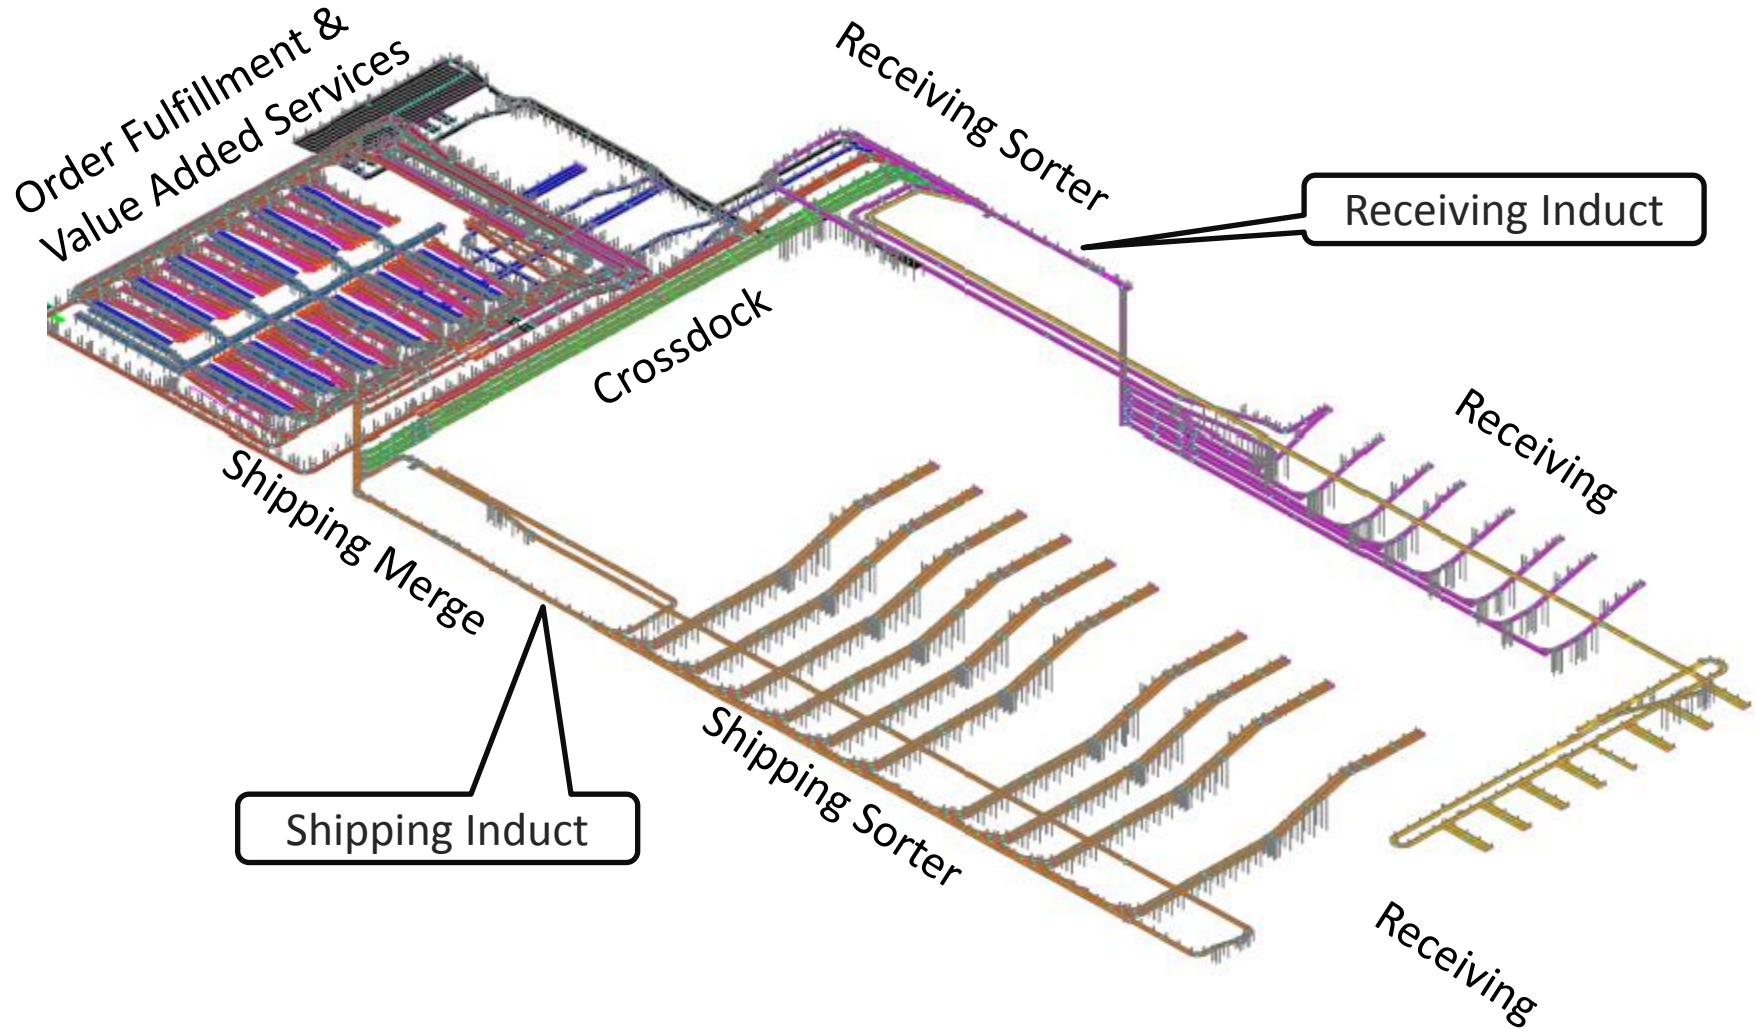 Order Fulfillment &
Value Added Services
Receiving Sorter
Receiving Induct
Crossdock
Receiving
Shipping Merge
Shipping Sorter
Shipping Induct
Receiving